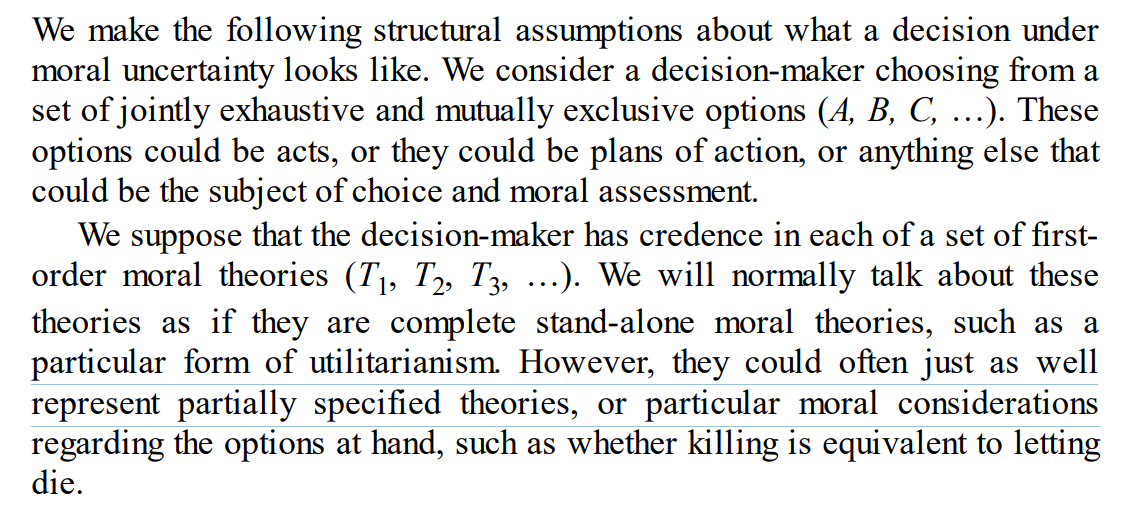 We make the following structural assumptions about what a decision under
moral uncertainty looks like. We consider a decision-maker choosing from a
set of jointly exhaustive and mutually exclusive options (A, B, C, …). These
options could be acts, or they could be plans of action, or anything else that
could be the subject of choice and moral assessment.
We suppose that the decision-maker has credence in each of a set of first-
order moral theories (T₁, T₂, T₃, …). We will normally talk about these
theories as if they are complete stand-alone moral theories, such as a
particular form of utilitarianism. However, they could often just as well
represent partially specified theories, or particular moral considerations
regarding the options at hand, such as whether killing is equivalent to letting
die.